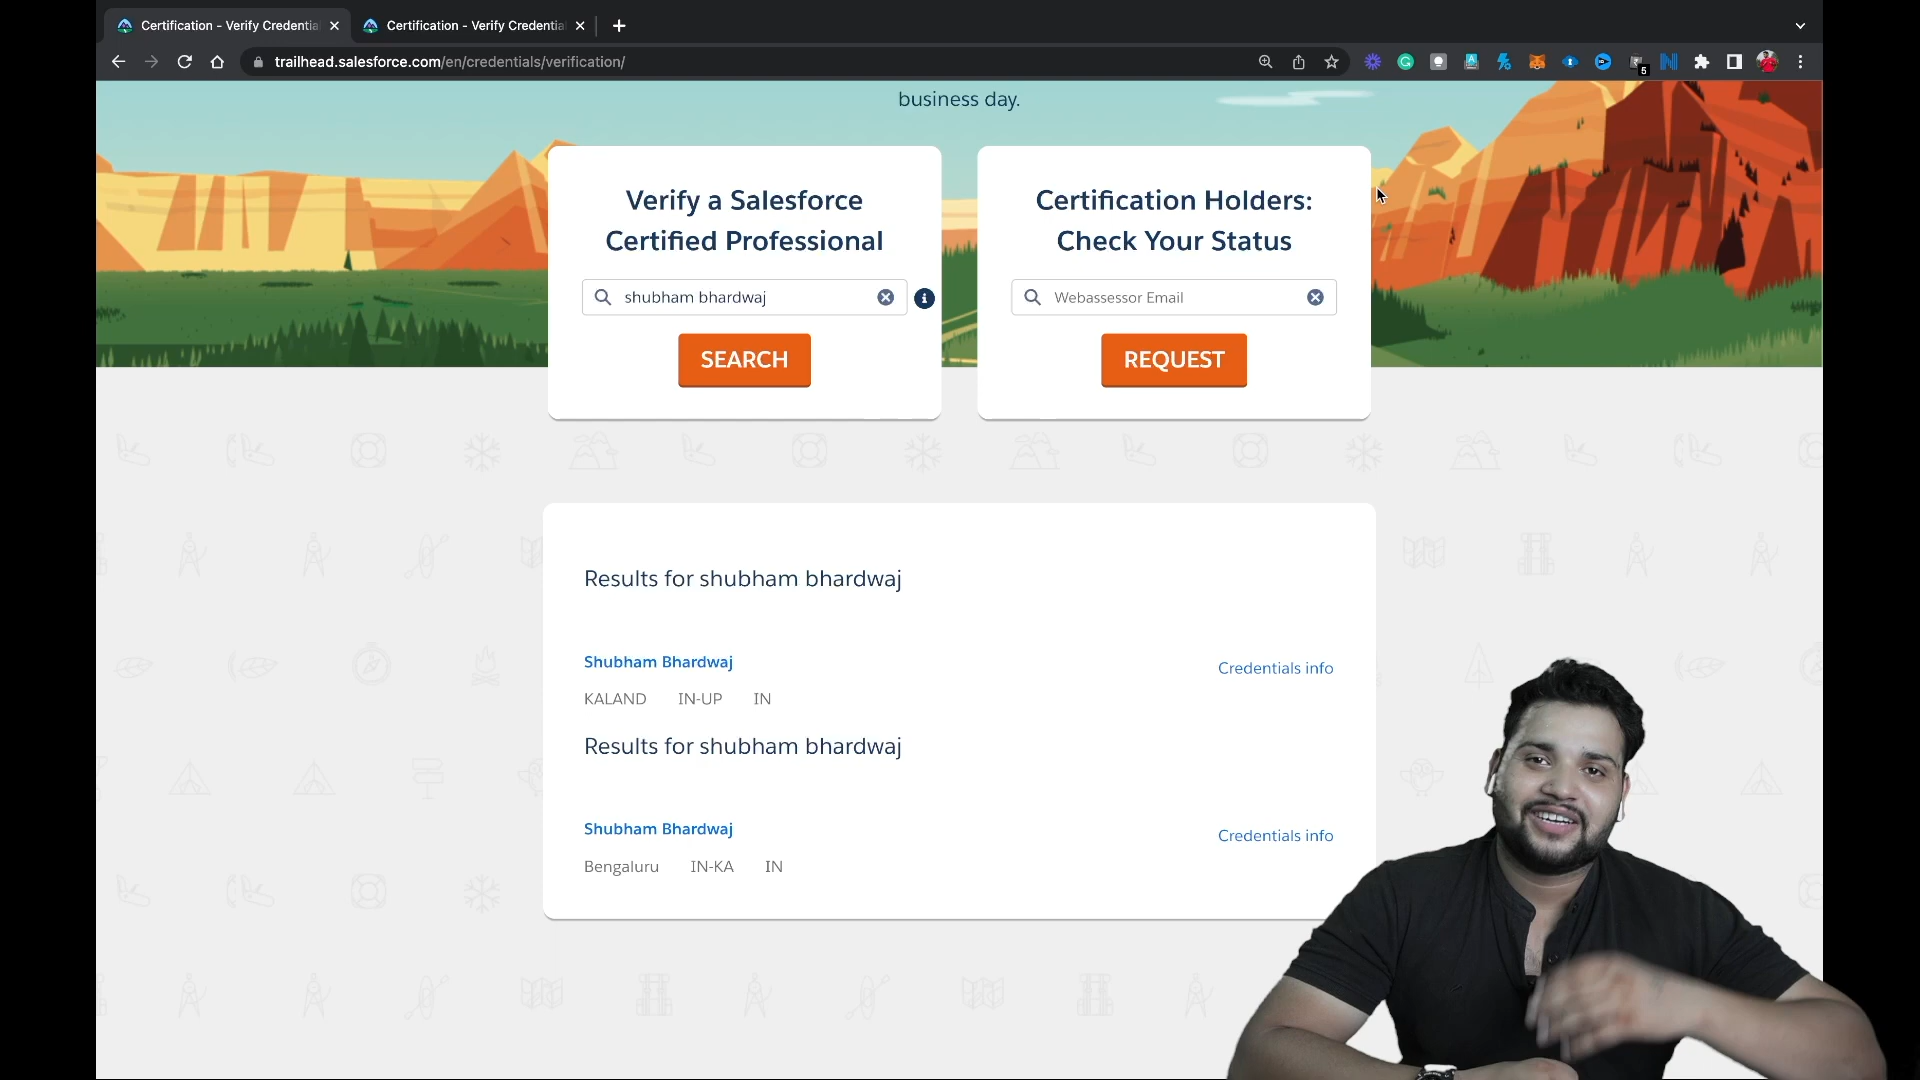 Certification - Verify Credentia
Certification - Verify Credentia
trailhead.salesforce.com/en/credentials/verification/
5
business day.
Verify a Salesforce
Certified Professional
shubham bhardwaj
SEARCH
Certification Holders:
Check Your Status
Webassessor Email
REQUEST
Results for shubham bhardwaj
Shubham Bhardwaj
Credentials info
KALAND IN-UP IN
Results for shubham bhardwaj
Shubham Bhardwaj
Credentials info
Bengaluru IN-KA IN